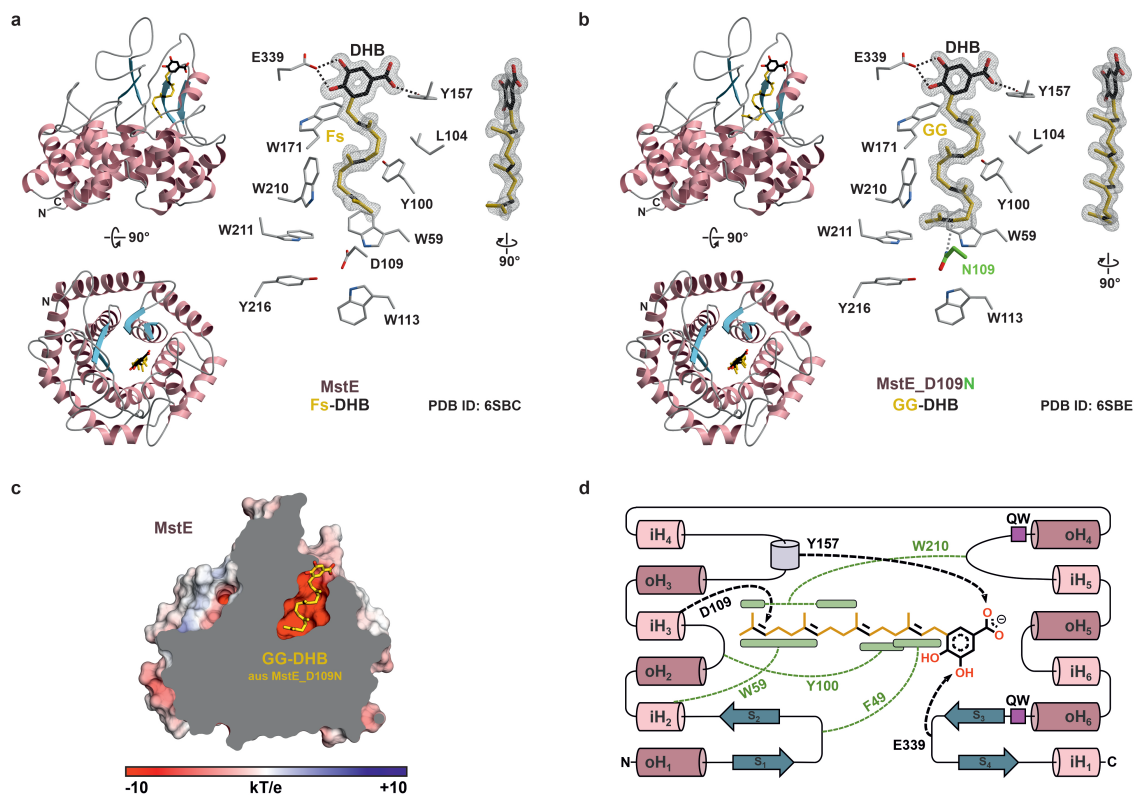 a
E339
DHB
Y157
Fs
W171
L104
W210
Y100
N
C
90°
W211
W59
D109
90°
Y216
W113
N
C
MstE
Fs-DHB
PDB ID: 6SBC
b
E339
DHB
Y157
GG
W171
L104
W210
Y100
N
C
90°
W211
W59
N109
90°
Y216
W113
N
C
MstE_D109N
GG-DHB
PDB ID: 6SBE
c
MstE
GG-DHB
aus MstE_D109N
-10 kT/e +10
d
iH4
QW
oH4
Y157
W210
oH3
iH5
D109
iH3
oH5
O
⊖
O
HO
OH
oH2
iH6
W59
Y100
F49
QW
iH2
S2
S3
oH6
E339
N
oH1
S1
S4
iH1
C